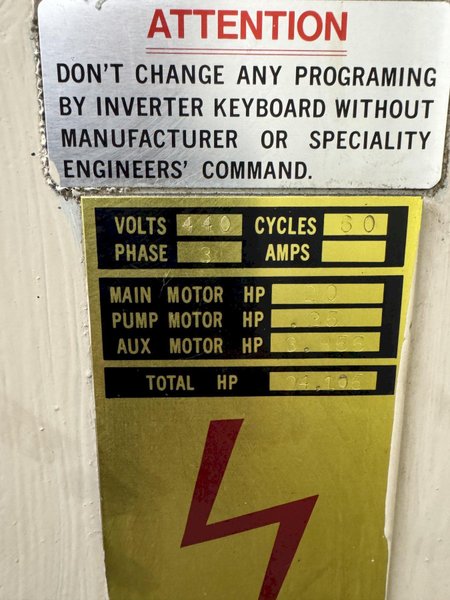 ATTENTION
DON'T CHANGE ANY PROGRAMING
BY INVERTER KEYBOARD WITHOUT
MANUFACTURER OR SPECIALITY
ENGINEERS' COMMAND.
VOLTS 440 CYCLES 60
PHASE 3 AMPS
MAIN MOTOR HP 20
PUMP MOTOR HP
AUX MOTOR HP
TOTAL HP